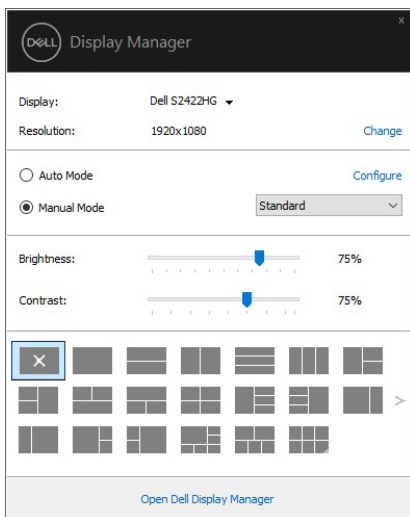 x
DELL Display Manager
Display: Dell S2422HG
Resolution: 1920x1080 Change
Auto Mode Configure
Manual Mode Standard
Brightness: 75%
Contrast: 75%
Open Dell Display Manager